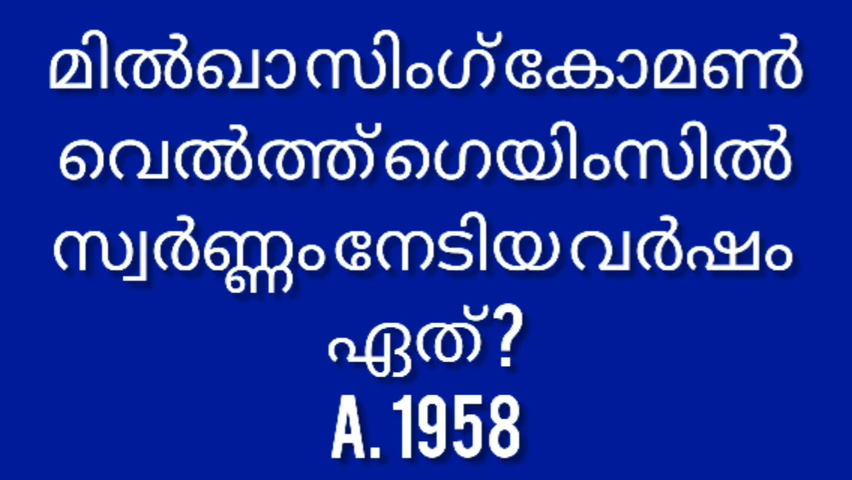 മിൽഖാ സിംഗ് കോമൺ
വെൽത്ത് ഗെയിംസിൽ
സ്വർണ്ണം നേടിയ വർഷം
ഏത് ?
A. 1958